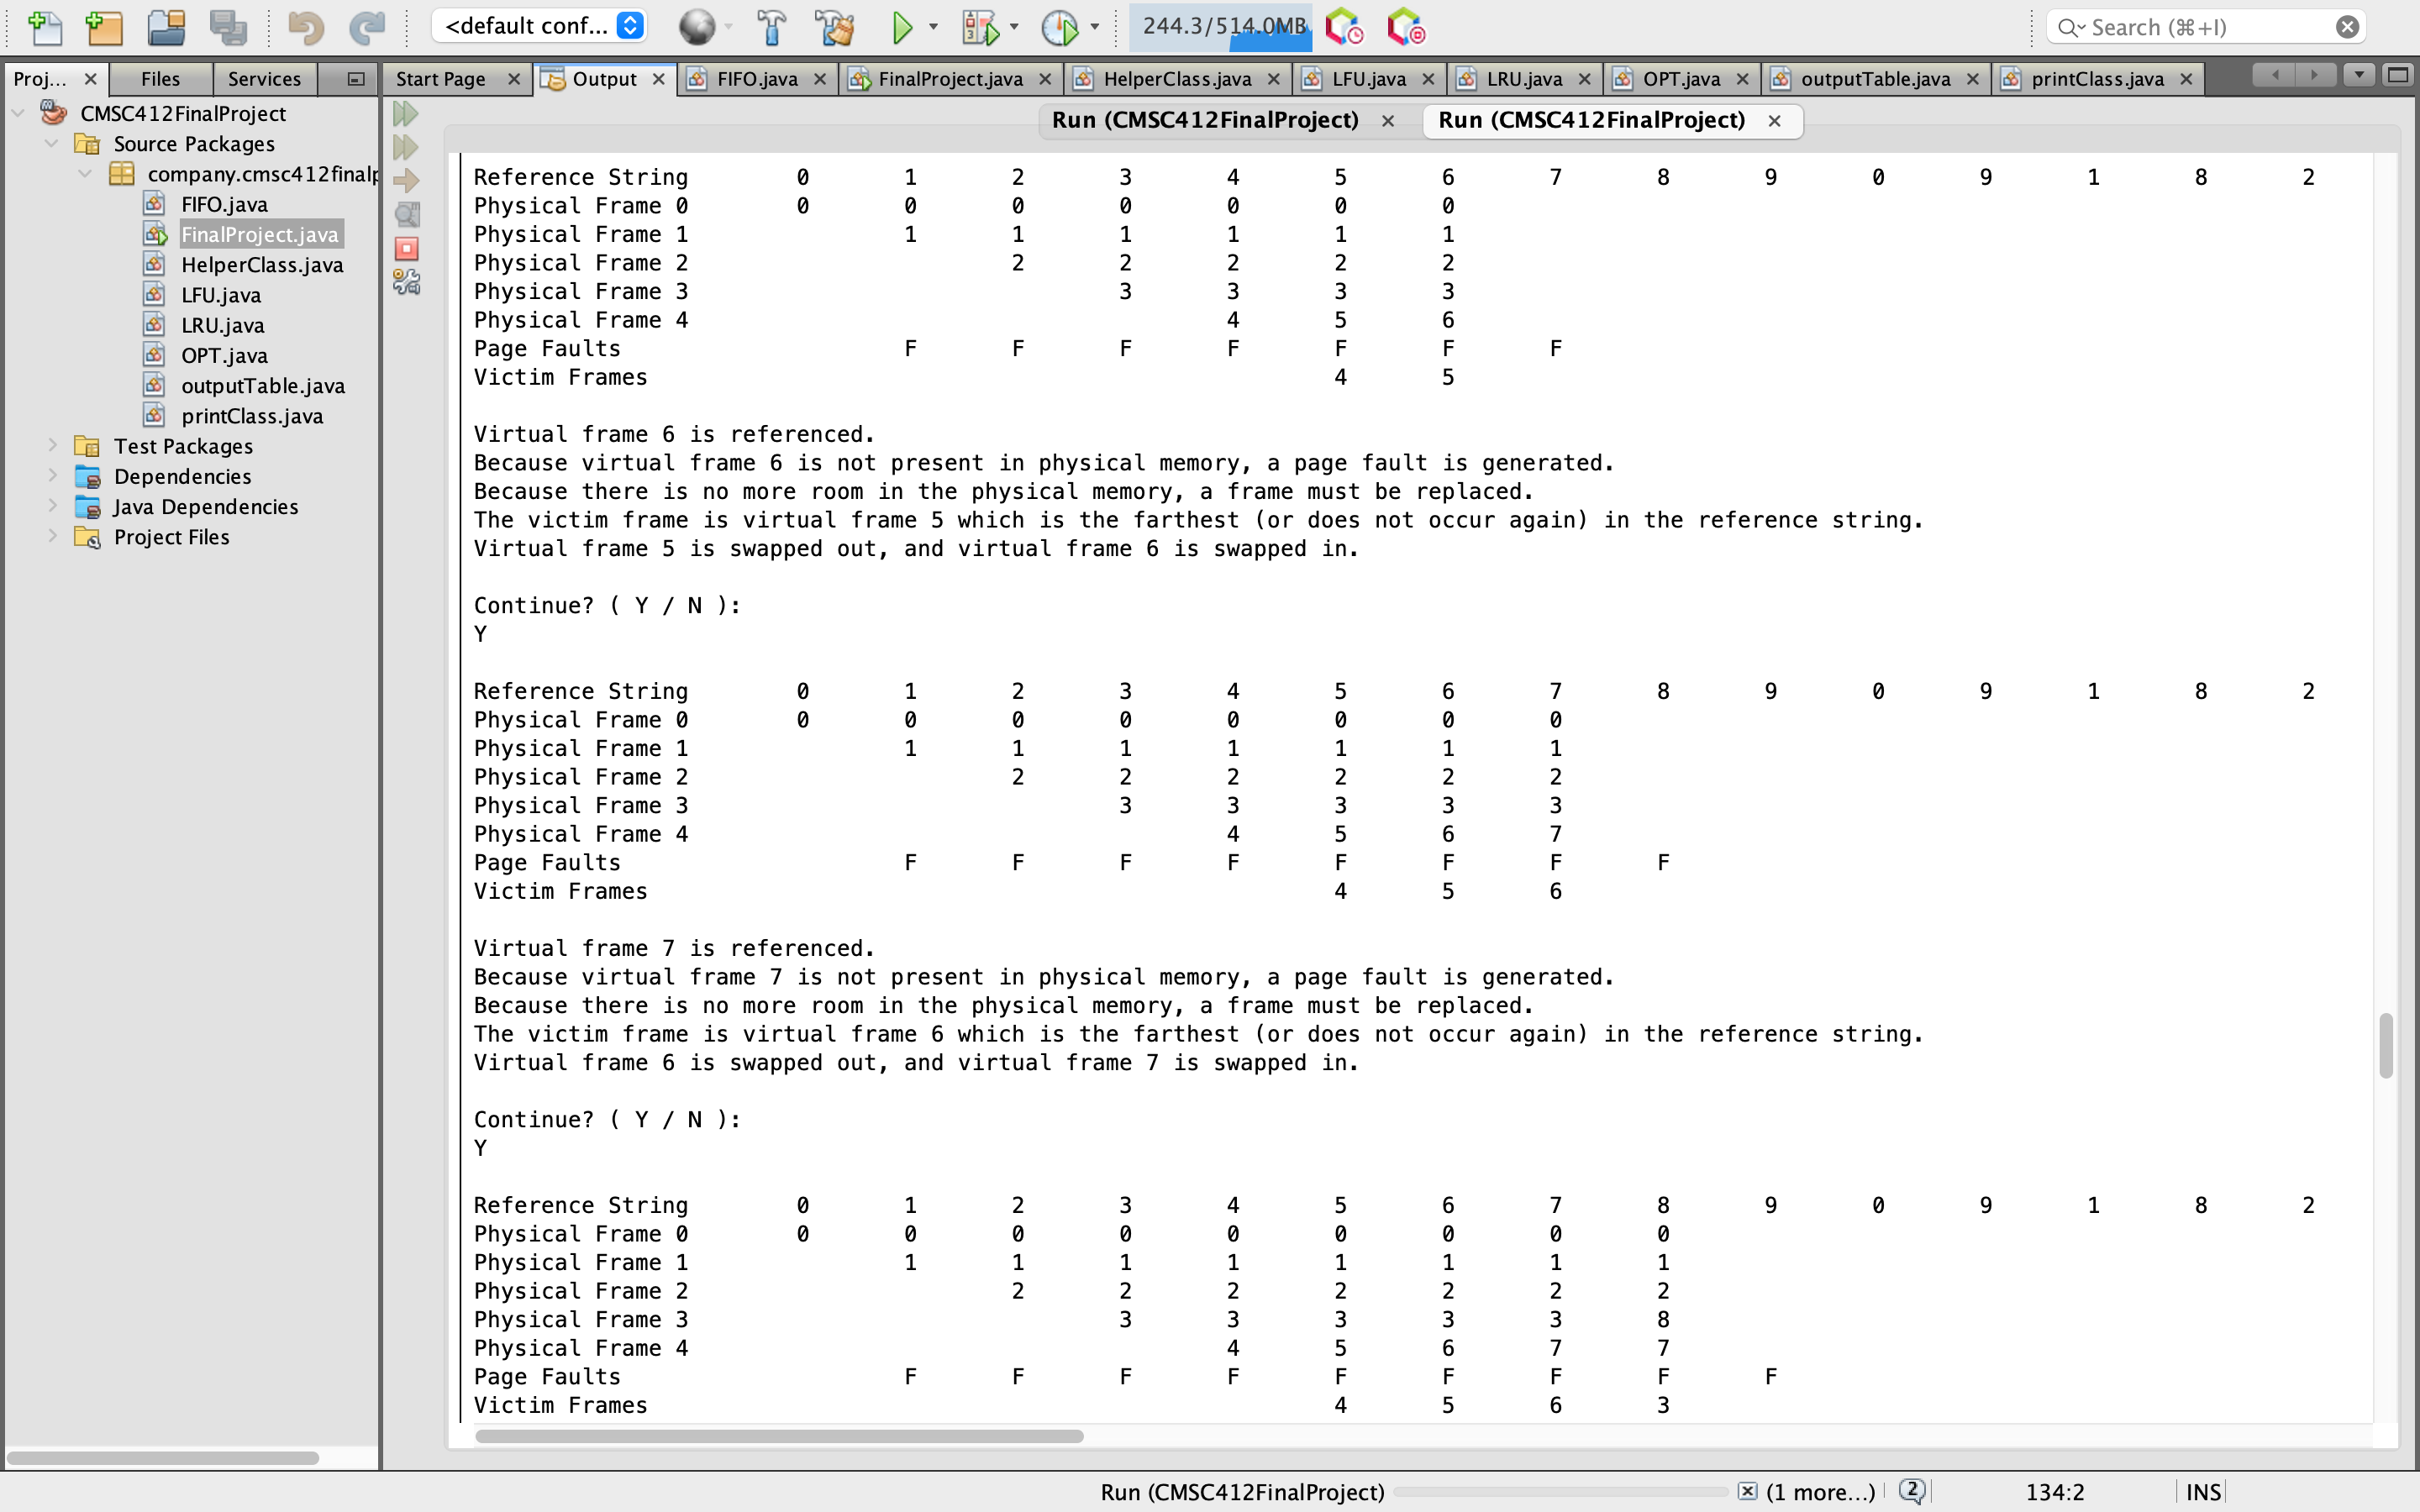 <default conf...
244.3/514.0MB
Search (⌘+I)
Proj...
Files
Services
Start Page
Output
FIFO.java
FinalProject.java
HelperClass.java
LFU.java
LRU.java
OPT.java
outputTable.java
printClass.java
CMSC412FinalProject
Source Packages
company.cmsc412finalp
FIFO.java
FinalProject.java
HelperClass.java
LFU.java
LRU.java
OPT.java
outputTable.java
printClass.java
Test Packages
Dependencies
Java Dependencies
Project Files
Run (CMSC412FinalProject)
Run (CMSC412FinalProject)
Reference String 0 1 2 3 4 5 6 7 8 9 0 9 1 8 2
Physical Frame 0 0 0 0 0 0 0 0
Physical Frame 1 1 1 1 1 1 1
Physical Frame 2 2 2 2 2 2
Physical Frame 3 3 3 3 3
Physical Frame 4 4 5 6
Page Faults F F F F F F F
Victim Frames 4 5
Virtual frame 6 is referenced.
Because virtual frame 6 is not present in physical memory, a page fault is generated.
Because there is no more room in the physical memory, a frame must be replaced.
The victim frame is virtual frame 5 which is the farthest (or does not occur again) in the reference string.
Virtual frame 5 is swapped out, and virtual frame 6 is swapped in.
Continue? ( Y / N ):
Y
Reference String 0 1 2 3 4 5 6 7 8 9 0 9 1 8 2
Physical Frame 0 0 0 0 0 0 0 0 0
Physical Frame 1 1 1 1 1 1 1 1
Physical Frame 2 2 2 2 2 2 2
Physical Frame 3 3 3 3 3 3
Physical Frame 4 4 5 6 7
Page Faults F F F F F F F F
Victim Frames 4 5 6
Virtual frame 7 is referenced.
Because virtual frame 7 is not present in physical memory, a page fault is generated.
Because there is no more room in the physical memory, a frame must be replaced.
The victim frame is virtual frame 6 which is the farthest (or does not occur again) in the reference string.
Virtual frame 6 is swapped out, and virtual frame 7 is swapped in.
Continue? ( Y / N ):
Y
Reference String 0 1 2 3 4 5 6 7 8 9 0 9 1 8 2
Physical Frame 0 0 0 0 0 0 0 0 0 0
Physical Frame 1 1 1 1 1 1 1 1 1
Physical Frame 2 2 2 2 2 2 2 2
Physical Frame 3 3 3 3 3 3 8
Physical Frame 4 4 5 6 7 7
Page Faults F F F F F F F F F
Victim Frames 4 5 6 3
Run (CMSC412FinalProject)
(1 more...)
2
134:2
INS